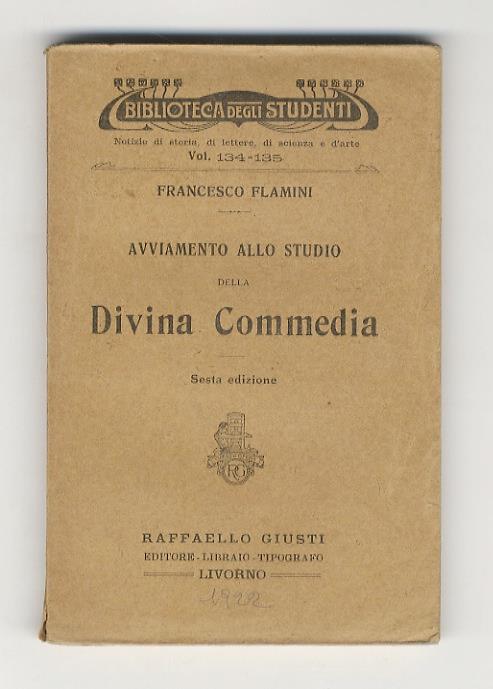 BIBLIOTECA DEGLI STUDENTI
Notizie di storia, di lettere, di scienza e d'arte
Vol. 134-135
FRANCESCO FLAMINI
AVVIAMENTO ALLO STUDIO
DELLA
Divina Commedia
Sesta edizione
RG
RAFFAELLO GIUSTI
EDITORE-LIBRAIO-TIPOGRAFO
LIVORNO
1922